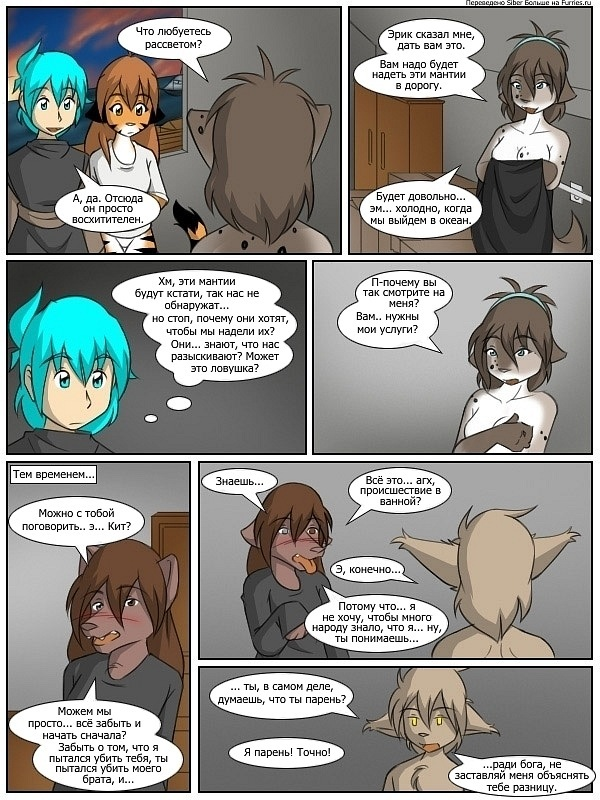 Переведено Siber Больше на Furries.ru
Что любуетесь
рассветом?
А, да. Отсюда
он просто
восхитителен.
Эрик сказал мне,
дать вам это.
Вам надо будет
надеть эти мантии
в дорогу.
Будет довольно...
эм... холодно, когда
мы выйдем в океан.
Хм, эти мантии
будут кстати, так нас не
обнаружат...
но стоп, почему они хотят,
чтобы мы надели их?
Они... знают, что нас
разыскивают? Может
это ловушка?
П-почему вы
так смотрите на
меня?
Вам.. нужны
мои услуги?
Тем временем...
Можно с тобой
поговорить.. э... Кит?
Можем мы
просто... всё забыть и
начать сначала?
Забыть о том, что я
пытался убить тебя, ты
пытался убить моего
брата, и...
Знаешь...
Всё это... агх,
происшествие в
ванной?
Э, конечно...
Потому что... я
не хочу, чтобы много
народу знало, что я... ну,
ты понимаешь...
... ты, в самом деле,
думаешь, что ты парень?
Я парень! Точно!
...ради бога, не
заставляй меня объяснять
тебе разницу.